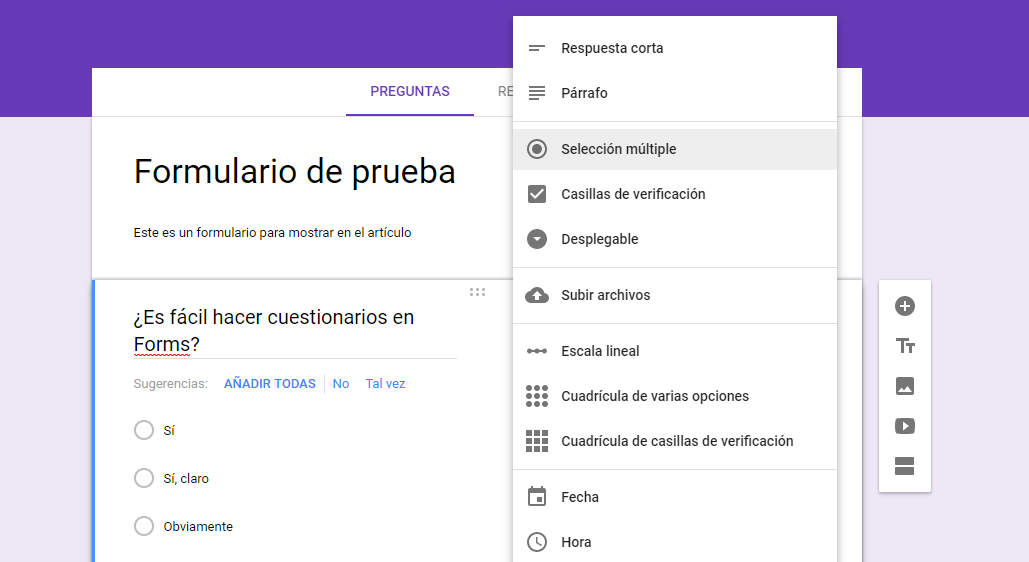 PREGUNTAS
RE
Formulario de prueba
Este es un formulario para mostrar en el artículo
¿Es fácil hacer cuestionarios en
Forms?
Sugerencias: AÑADIR TODAS No Tal vez
Sí
Sí, claro
Obviamente
Respuesta corta
Párrafo
Selección múltiple
Casillas de verificación
Desplegable
Subir archivos
Escala lineal
Cuadrícula de varias opciones
Cuadrícula de casillas de verificación
Fecha
Hora
Tт